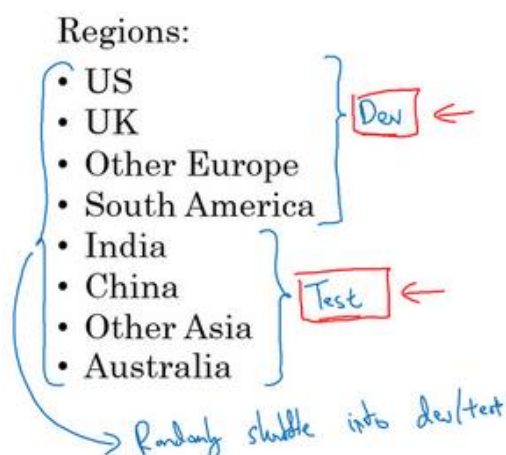 Regions:
• US
• UK
• Other Europe
• South America
• India
• China
• Other Asia
• Australia
Dev
Test
Randomly shuffle into dev/test